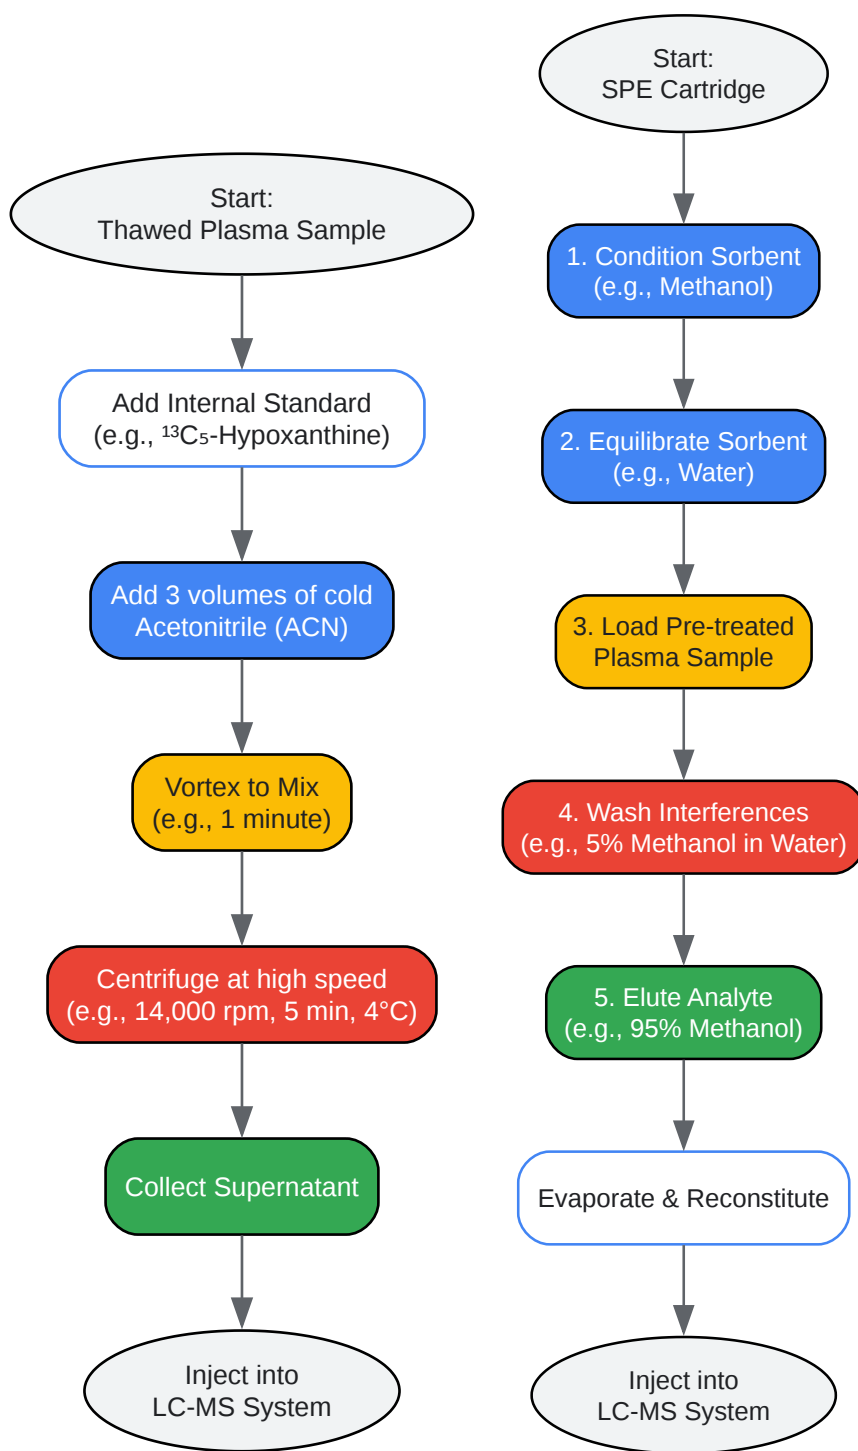 Start:
Thawed Plasma Sample
Add Internal Standard
(e.g., ¹³C₅-Hypoxanthine)
Add 3 volumes of cold
Acetonitrile (ACN)
Vortex to Mix
(e.g., 1 minute)
Centrifuge at high speed
(e.g., 14,000 rpm, 5 min, 4°C)
Collect Supernatant
Inject into
LC-MS System
Start:
SPE Cartridge
1. Condition Sorbent
(e.g., Methanol)
2. Equilibrate Sorbent
(e.g., Water)
3. Load Pre-treated
Plasma Sample
4. Wash Interferences
(e.g., 5% Methanol in Water)
5. Elute Analyte
(e.g., 95% Methanol)
Evaporate & Reconstitute
Inject into
LC-MS System